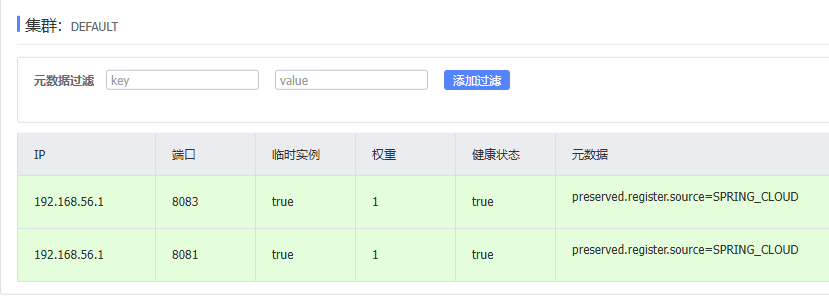 集群: DEFAULT
元数据过滤 key value 添加过滤
IP 端口 临时实例 权重 健康状态 元数据
192.168.56.1 8083 true 1 true preserved.register.source=SPRING_CLOUD
192.168.56.1 8081 true 1 true preserved.register.source=SPRING_CLOUD